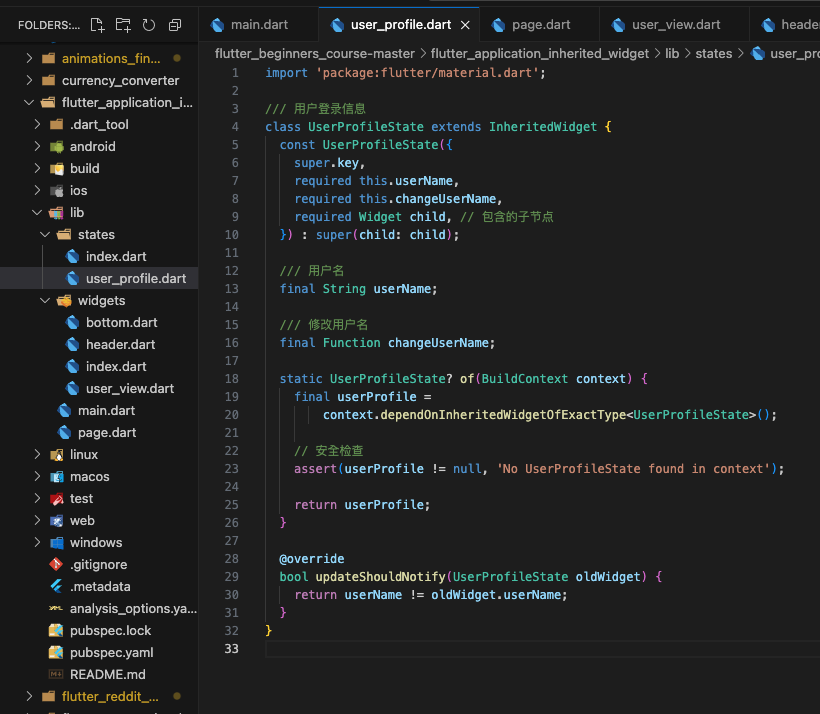 FOLDERS:...
animations_fin...
currency_converter
flutter_application_i...
.dart_tool
android
build
ios
lib
states
index.dart
user_profile.dart
widgets
bottom.dart
header.dart
index.dart
user_view.dart
main.dart
page.dart
linux
macos
test
web
windows
.gitignore
.metadata
analysis_options.ya...
pubspec.lock
pubspec.yaml
README.md
flutter_reddit_...
main.dart
user_profile.dart
page.dart
user_view.dart
heade
flutter_beginners_course-master > flutter_application_inherited_widget > lib > states > user_pro
1 import 'package:flutter/material.dart';
2
3 /// 用户登录信息
4 class UserProfileState extends InheritedWidget {
5 const UserProfileState({
6 super.key,
7 required this.userName,
8 required this.changeUserName,
9 required Widget child, // 包含的子节点
10 }) : super(child: child);
11
12 /// 用户名
13 final String userName;
14
15 /// 修改用户名
16 final Function changeUserName;
17
18 static UserProfileState? of(BuildContext context) {
19 final userProfile =
20 context.dependOnInheritedWidgetOfExactType<UserProfileState>();
21
22 // 安全检查
23 assert(userProfile != null, 'No UserProfileState found in context');
24
25 return userProfile;
26 }
27
28 @override
29 bool updateShouldNotify(UserProfileState oldWidget) {
30 return userName != oldWidget.userName;
31 }
32 }
33